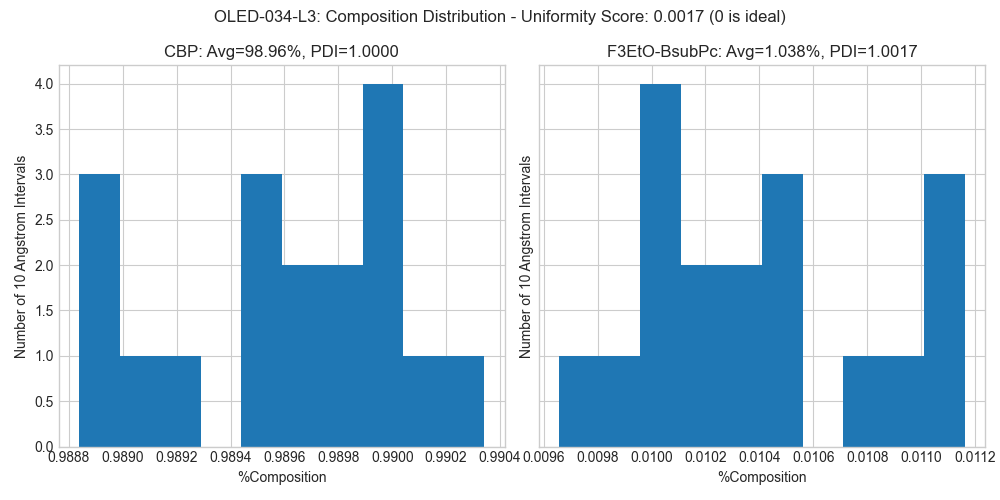 OLED-034-L3: Composition Distribution - Uniformity Score: 0.0017 (0 is ideal)
CBP: Avg=98.96%, PDI=1.0000
F3EtO-BsubPc: Avg=1.038%, PDI=1.0017
Number of 10 Angstrom Intervals
4.0
3.5
3.0
2.5
2.0
1.5
1.0
0.5
0.0
0.9888 0.9890 0.9892 0.9894 0.9896 0.9898 0.9900 0.9902 0.9904
%Composition
Number of 10 Angstrom Intervals
0.0096 0.0098 0.0100 0.0102 0.0104 0.0106 0.0108 0.0110 0.0112
%Composition